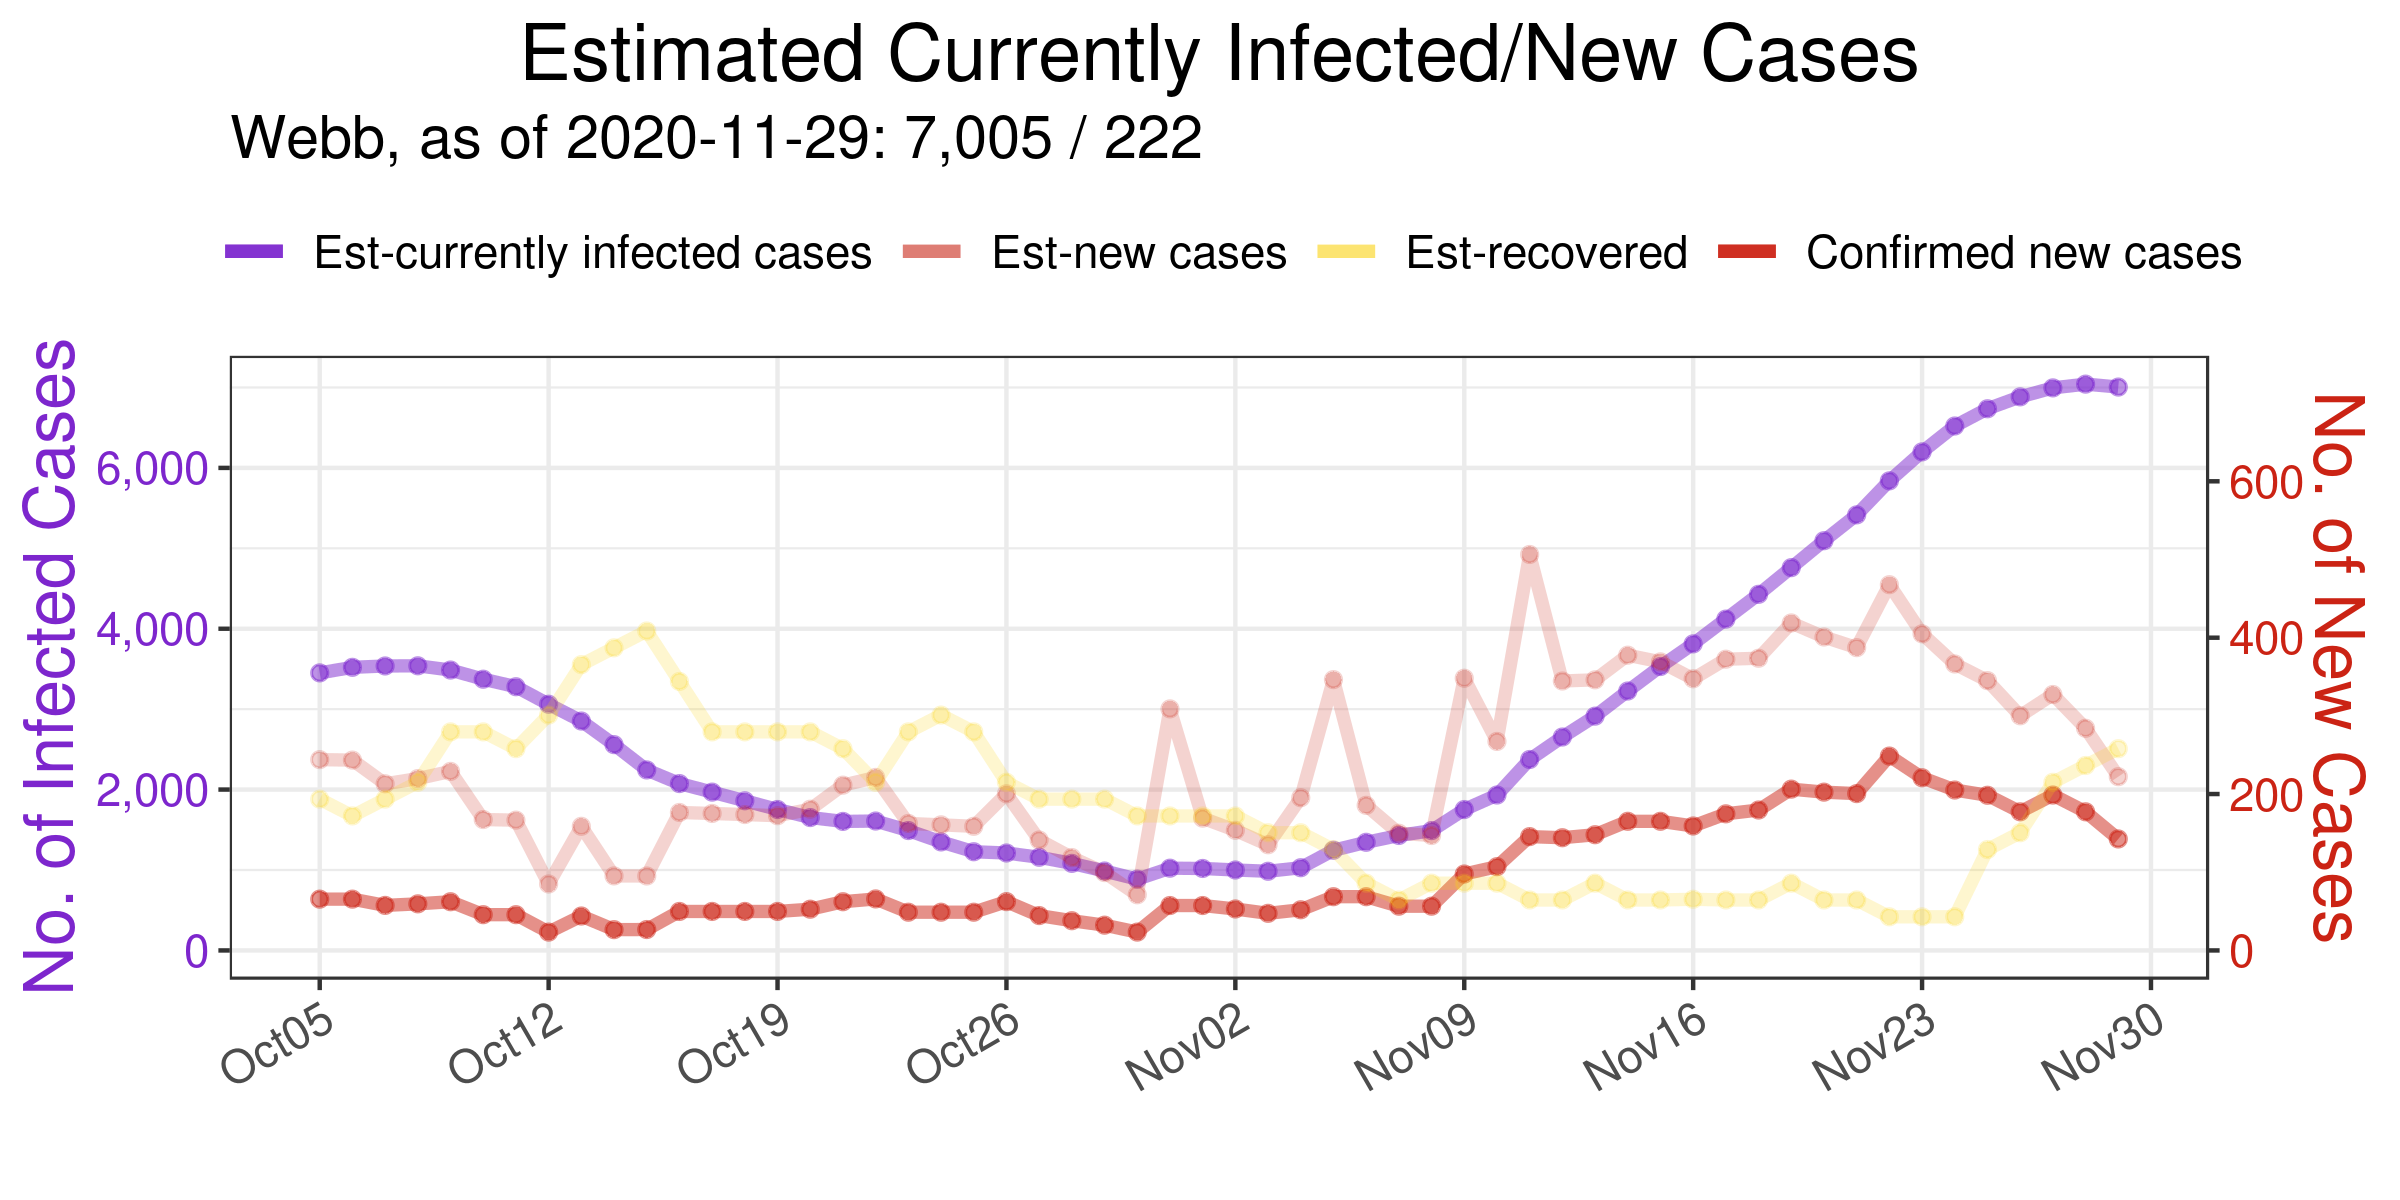 Estimated Currently Infected/New Cases
Webb, as of 2020-11-29: 7,005 / 222
Est-currently infected cases Est-new cases Est-recovered Confirmed new cases
No. of Infected Cases
6,000
4,000
2,000
0
600
400
200
0
No. of New Cases
Oct05 Oct12 Oct19 Oct26 Nov02 Nov09 Nov16 Nov23 Nov30